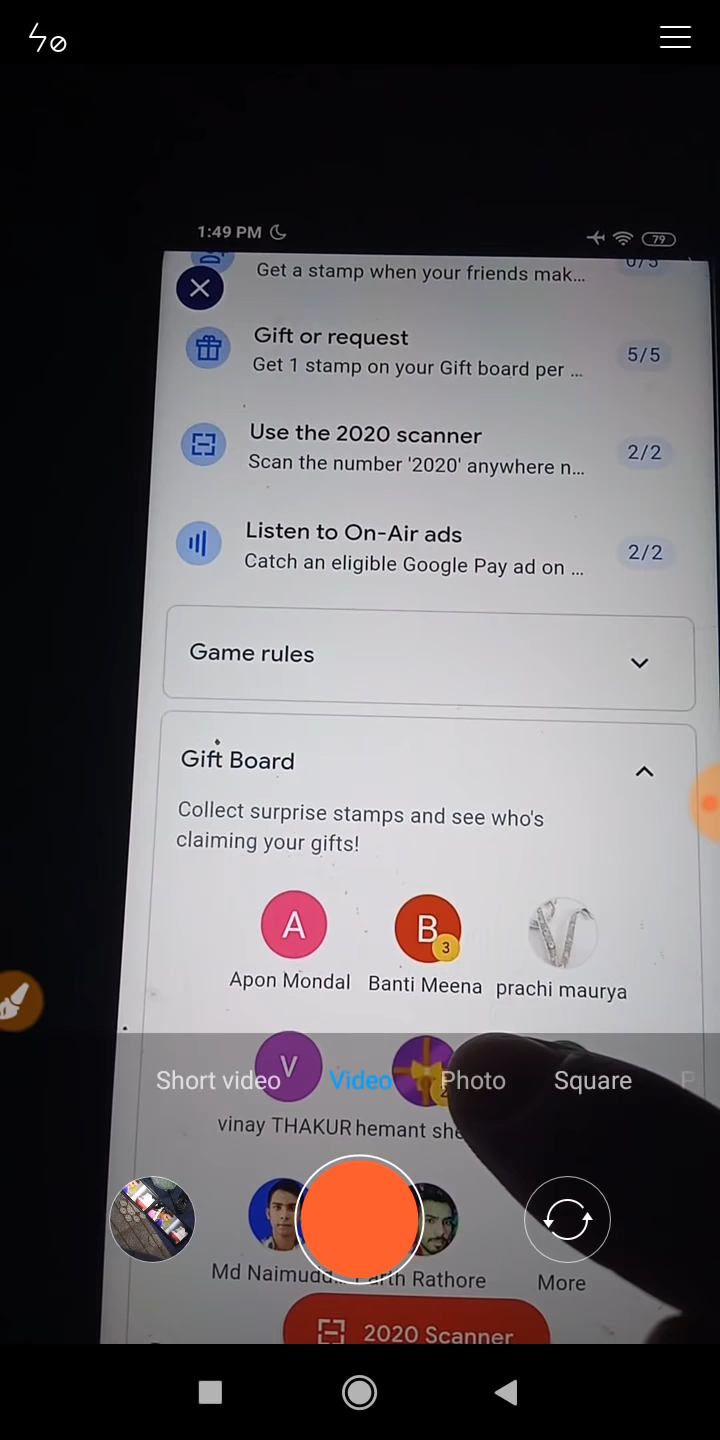 1:49 PM
79
0/5
Get a stamp when your friends mak...
Gift or request
5/5
Get 1 stamp on your Gift board per ...
Use the 2020 scanner
2/2
Scan the number '2020' anywhere n...
Listen to On-Air ads
2/2
Catch an eligible Google Pay ad on ...
Game rules
Gift Board
Collect surprise stamps and see who's
claiming your gifts!
A
B
3
Apon Mondal
Banti Meena
prachi maurya
V
Short video
Video
Photo
Square
P
vinay THAKUR
hemant she
Md Naimudd...
Rathore
More
2020 Scanner